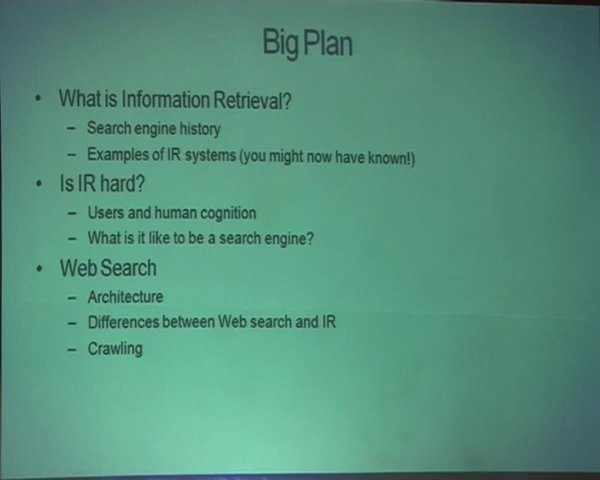 Big Plan
• What is Information Retrieval?
– Search engine history
– Examples of IR systems (you might now have known!)
• Is IR hard?
– Users and human cognition
– What is it like to be a search engine?
• Web Search
– Architecture
– Differences between Web search and IR
– Crawling